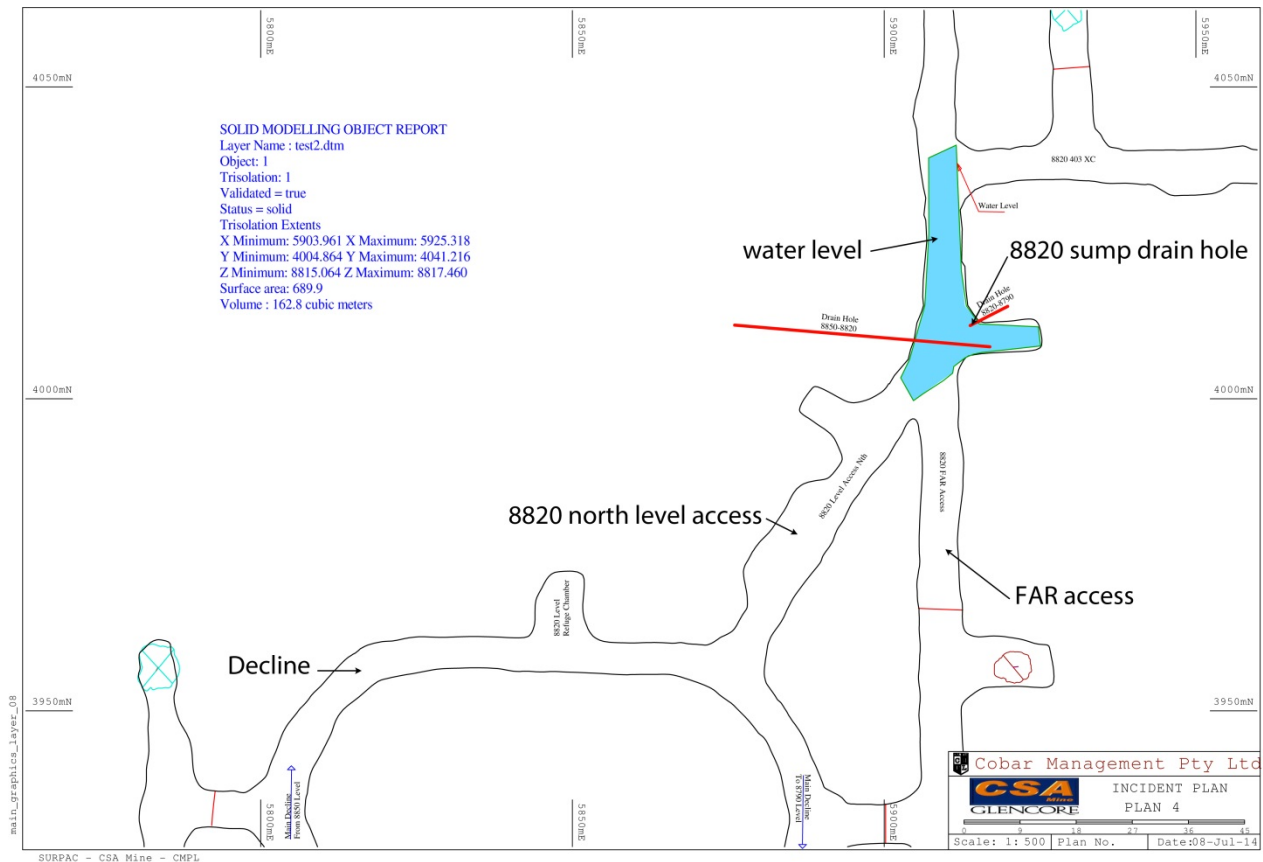 5800mE
5850mE
5900mE
5950mE
4050mN
4050mN
SOLID MODELLING OBJECT REPORT
Layer Name : test2.dtm
Object: 1
Trisolation: 1
Validated = true
Status = solid
Trisolation Extents
X Minimum: 5903.961 X Maximum: 5925.318
Y Minimum: 4004.864 Y Maximum: 4041.216
Z Minimum: 8815.064 Z Maximum: 8817.460
Surface area: 689.9
Volume : 162.8 cubic meters
8820 403 XC
Water Level
water level
8820 sump drain hole
Drain Hole
8820-8790
Drain Hole
8850-8820
4000mN
4000mN
8820 Level Access Nth
8820 FAR Access
8820 north level access
FAR access
8820 Level
Refuge Chamber
Decline
3950mN
3950mN
main_graphics_layer_08
Main Decline
From 8850 Level
5800mE
5850mE
Main Decline
To 8790 Level
5900mE
Cobar Management Pty Ltd
CSA
Mine
GLENCORE
INCIDENT PLAN
PLAN 4
0 9 18 27 36 45
Scale: 1: 500 Plan No. Date:08-Jul-14
SURPAC - CSA Mine - CMPL